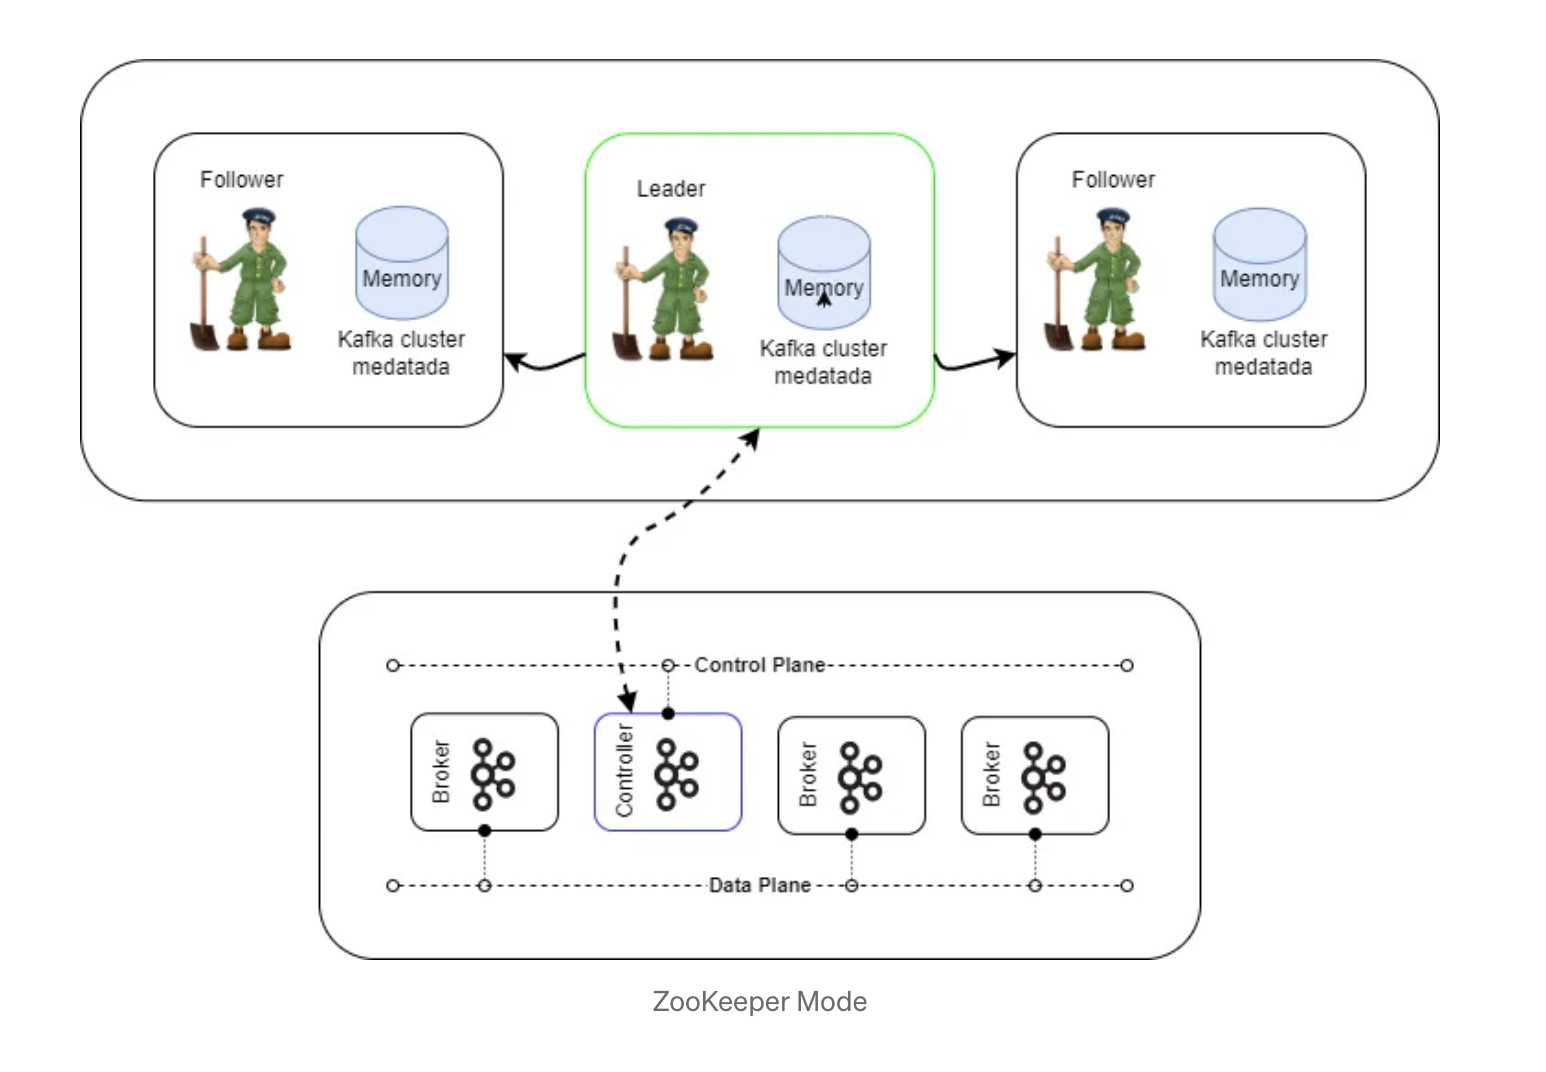 Follower
Memory
Kafka cluster
medatada
Leader
Memory
Kafka cluster
medatada
Follower
Memory
Kafka cluster
medatada
Control Plane
Broker
Controller
Broker
Broker
Data Plane
ZooKeeper Mode